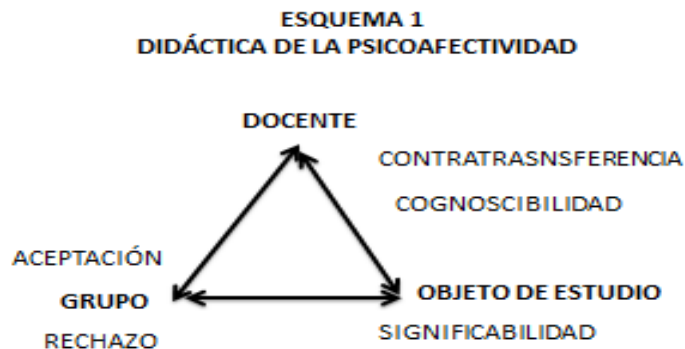 ESQUEMA 1
DIDÁCTICA DE LA PSICOAFECTIVIDAD
DOCENTE
CONTRATRASNSFERENCIA
COGNOSCIBILIDAD
ACEPTACIÓN
GRUPO
OBJETO DE ESTUDIO
RECHAZO
SIGNIFICABILIDAD